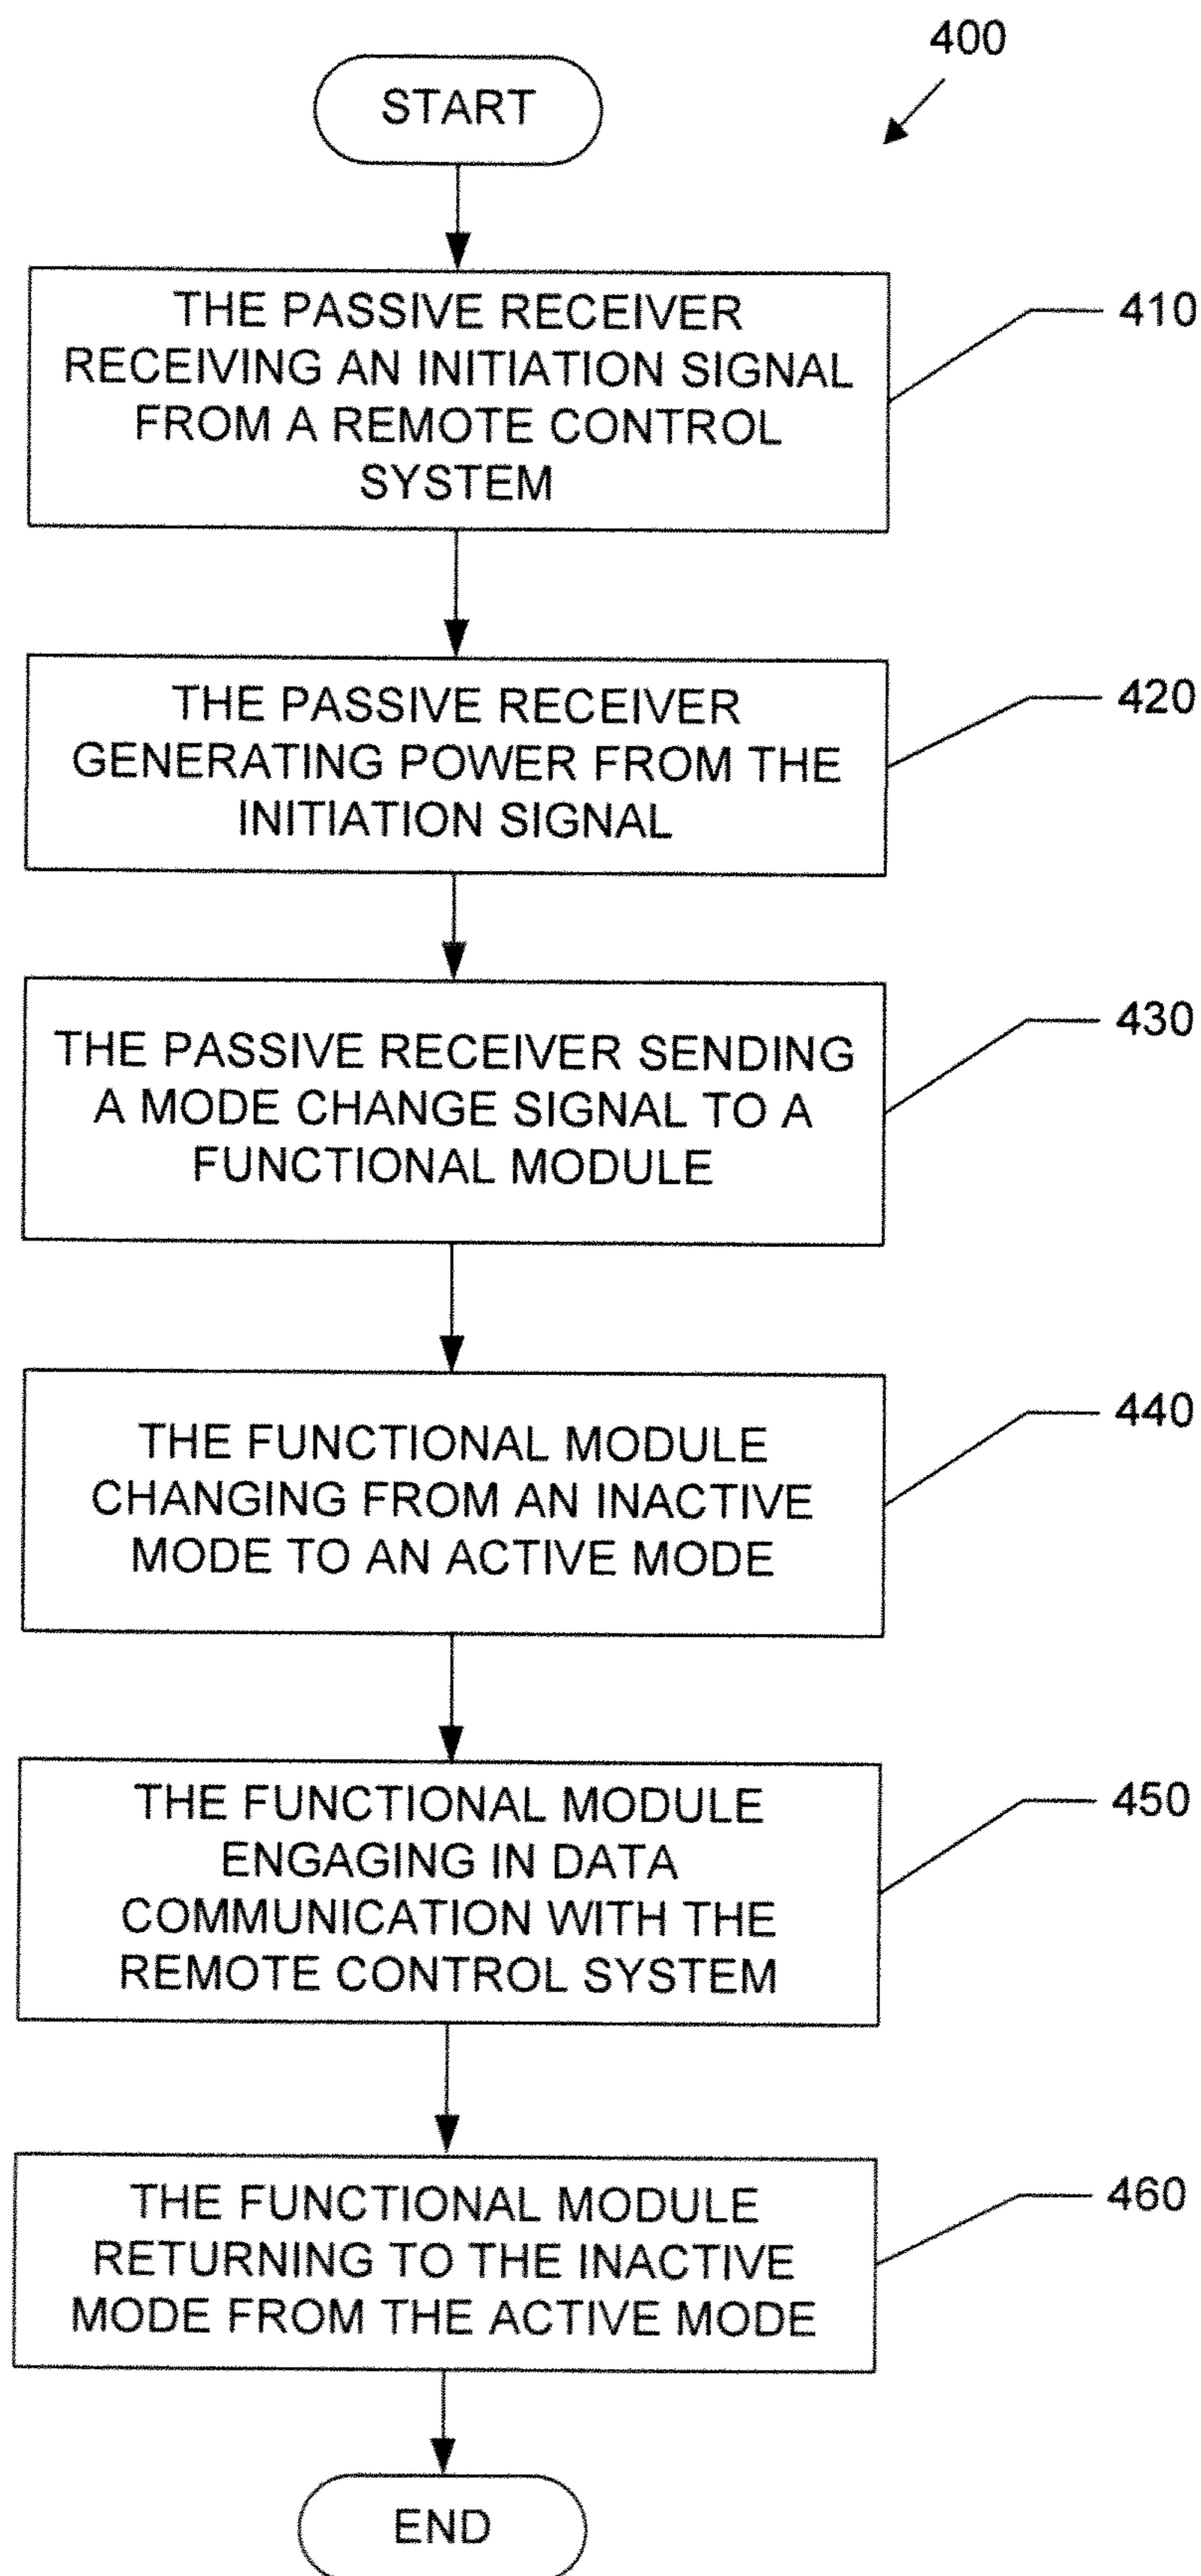 400
START
THE PASSIVE RECEIVER
RECEIVING AN INITIATION SIGNAL
FROM A REMOTE CONTROL
SYSTEM
410
THE PASSIVE RECEIVER
GENERATING POWER FROM THE
INITIATION SIGNAL
420
THE PASSIVE RECEIVER SENDING
A MODE CHANGE SIGNAL TO A
FUNCTIONAL MODULE
430
THE FUNCTIONAL MODULE
CHANGING FROM AN INACTIVE
MODE TO AN ACTIVE MODE
440
THE FUNCTIONAL MODULE
ENGAGING IN DATA
COMMUNICATION WITH THE
REMOTE CONTROL SYSTEM
450
THE FUNCTIONAL MODULE
RETURNING TO THE INACTIVE
MODE FROM THE ACTIVE MODE
460
END